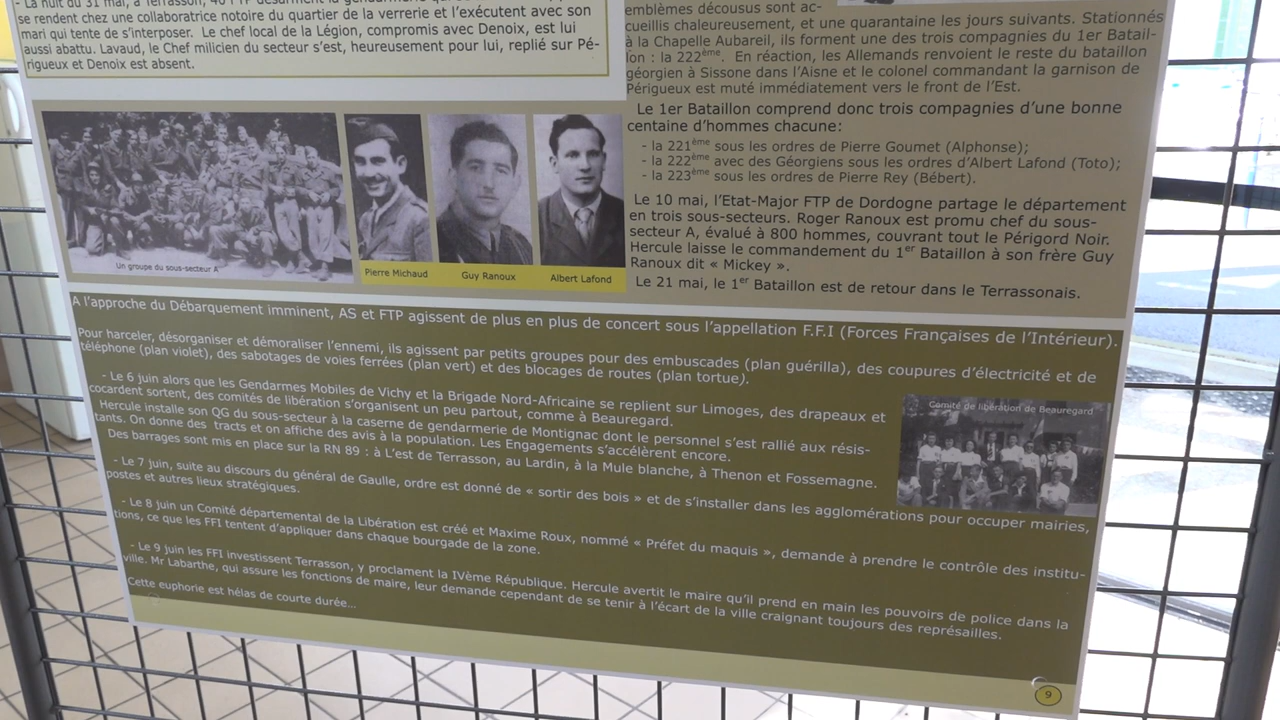 - La nuit du 31 mai, à Terrasson, 40 FTP désarment la gendarmerie
se rendent chez une collaboratrice notoire du quartier de la verrerie et l'exécutent avec son
mari qui tente de s'interposer. Le chef local de la Légion, compromis avec Denoix, est lui
aussi abattu. Lavaud, le Chef milicien du secteur s'est, heureusement pour lui, replié sur Pé-
rigueux et Denoix est absent.
emblèmes décousus sont ac-
cueillis chaleureusement, et une quarantaine les jours suivants. Stationnés
à la Chapelle Aubareil, ils forment une des trois compagnies du 1er Batail-
lon : la 222ème. En réaction, les Allemands renvoient le reste du bataillon
géorgien à Sissone dans l'Aisne et le colonel commandant la garnison de
Périgueux est muté immédiatement vers le front de l'Est.
Le 1er Bataillon comprend donc trois compagnies d'une bonne
centaine d'hommes chacune:
- la 221ème sous les ordres de Pierre Goumet (Alphonse);
- la 222ème avec des Géorgiens sous les ordres d'Albert Lafond (Toto);
- la 223ème sous les ordres de Pierre Rey (Bébert).
Le 10 mai, l'Etat-Major FTP de Dordogne partage le département
en trois sous-secteurs. Roger Ranoux est promu chef du sous-
secteur A, évalué à 800 hommes, couvrant tout le Périgord Noir.
Hercule laisse le commandement du 1er Bataillon à son frère Guy
Ranoux dit « Mickey ».
Le 21 mai, le 1er Bataillon est de retour dans le Terrassonais.
Un groupe du sous-secteur A
Pierre Michaud
Guy Ranoux
Albert Lafond
A l'approche du Débarquement imminent, AS et FTP agissent de plus en plus de concert sous l'appellation F.F.I (Forces Françaises de l'Intérieur).
Pour harceler, désorganiser et démoraliser l'ennemi, ils agissent par petits groupes pour des embuscades (plan guérilla), des coupures d'électricité et de
téléphone (plan violet), des sabotages de voies ferrées (plan vert) et des blocages de routes (plan tortue).
- Le 6 juin alors que les Gendarmes Mobiles de Vichy et la Brigade Nord-Africaine se replient sur Limoges, des drapeaux et
cocardent sortent, des comités de libération s'organisent un peu partout, comme à Beauregard.
Hercule installe son QG du sous-secteur à la caserne de gendarmerie de Montignac dont le personnel s'est rallié aux résis-
tants. On donne des tracts et on affiche des avis à la population. Les Engagements s'accélèrent encore.
Des barrages sont mis en place sur la RN 89 : à L'est de Terrasson, au Lardin, à la Mule blanche, à Thenon et Fossemagne.
Comité de libération de Beauregard
- Le 7 juin, suite au discours du général de Gaulle, ordre est donné de « sortir des bois » et de s'installer dans les agglomérations pour occuper mairies,
postes et autres lieux stratégiques.
- Le 8 juin un Comité départemental de la Libération est créé et Maxime Roux, nommé « Préfet du maquis », demande à prendre le contrôle des institu-
tions, ce que les FFI tentent d'appliquer dans chaque bourgade de la zone.
- Le 9 juin les FFI investissent Terrasson, y proclament la IVème République. Hercule avertit le maire qu'il prend en main les pouvoirs de police dans la
ville. Mr Labarthe, qui assure les fonctions de maire, leur demande cependant de se tenir à l'écart de la ville craignant toujours des représailles.
Cette euphorie est hélas de courte durée...
9